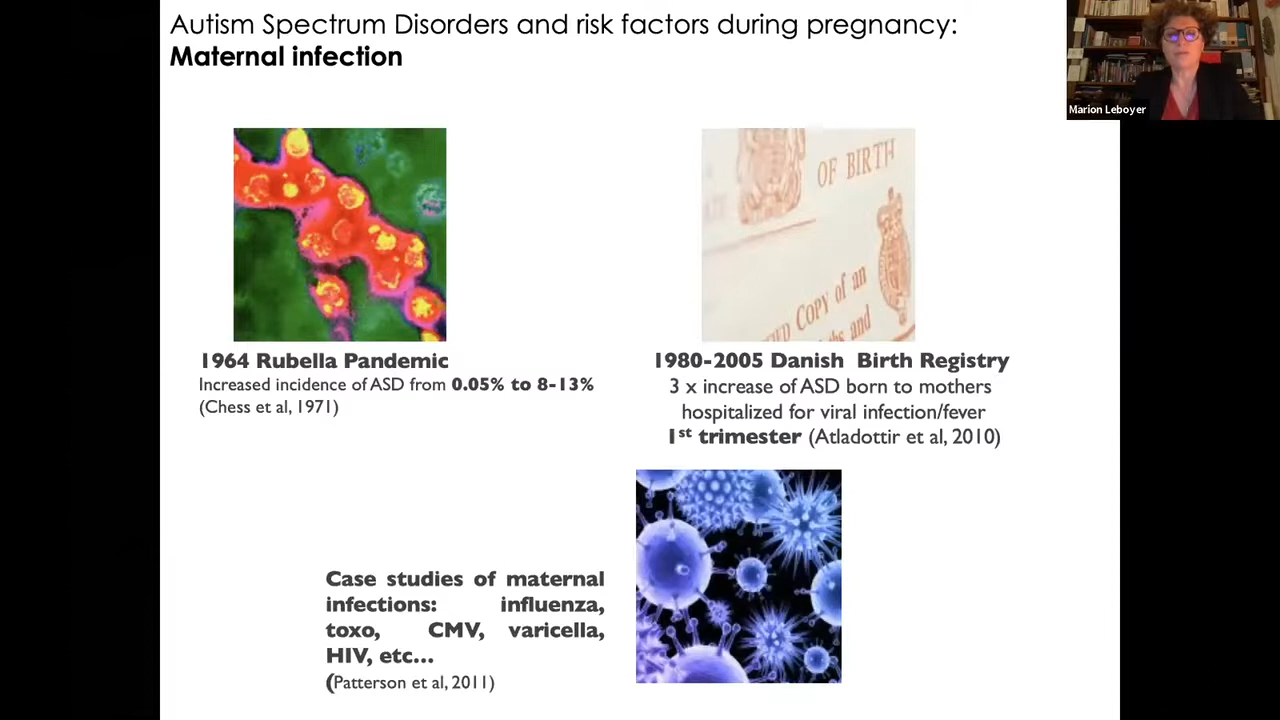 Autism Spectrum Disorders and risk factors during pregnancy:
Maternal infection
Marion Leboyer
OF BIRTH
Copy of an
and
1964 Rubella Pandemic
Increased incidence of ASD from 0.05% to 8-13%
(Chess et al, 1971)
1980-2005 Danish Birth Registry
3 x increase of ASD born to mothers
hospitalized for viral infection/fever
1st trimester (Atladottir et al, 2010)
Case studies of maternal
infections: influenza,
toxo, CMV, varicella,
HIV, etc...
(Patterson et al, 2011)